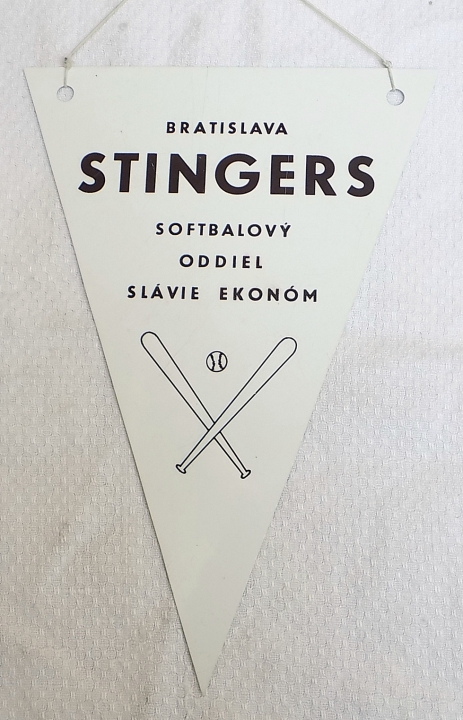 BRATISLAVA
STINGERS
SOFTBALOVÝ
ODDIEL
SLÁVIE EKONÓM